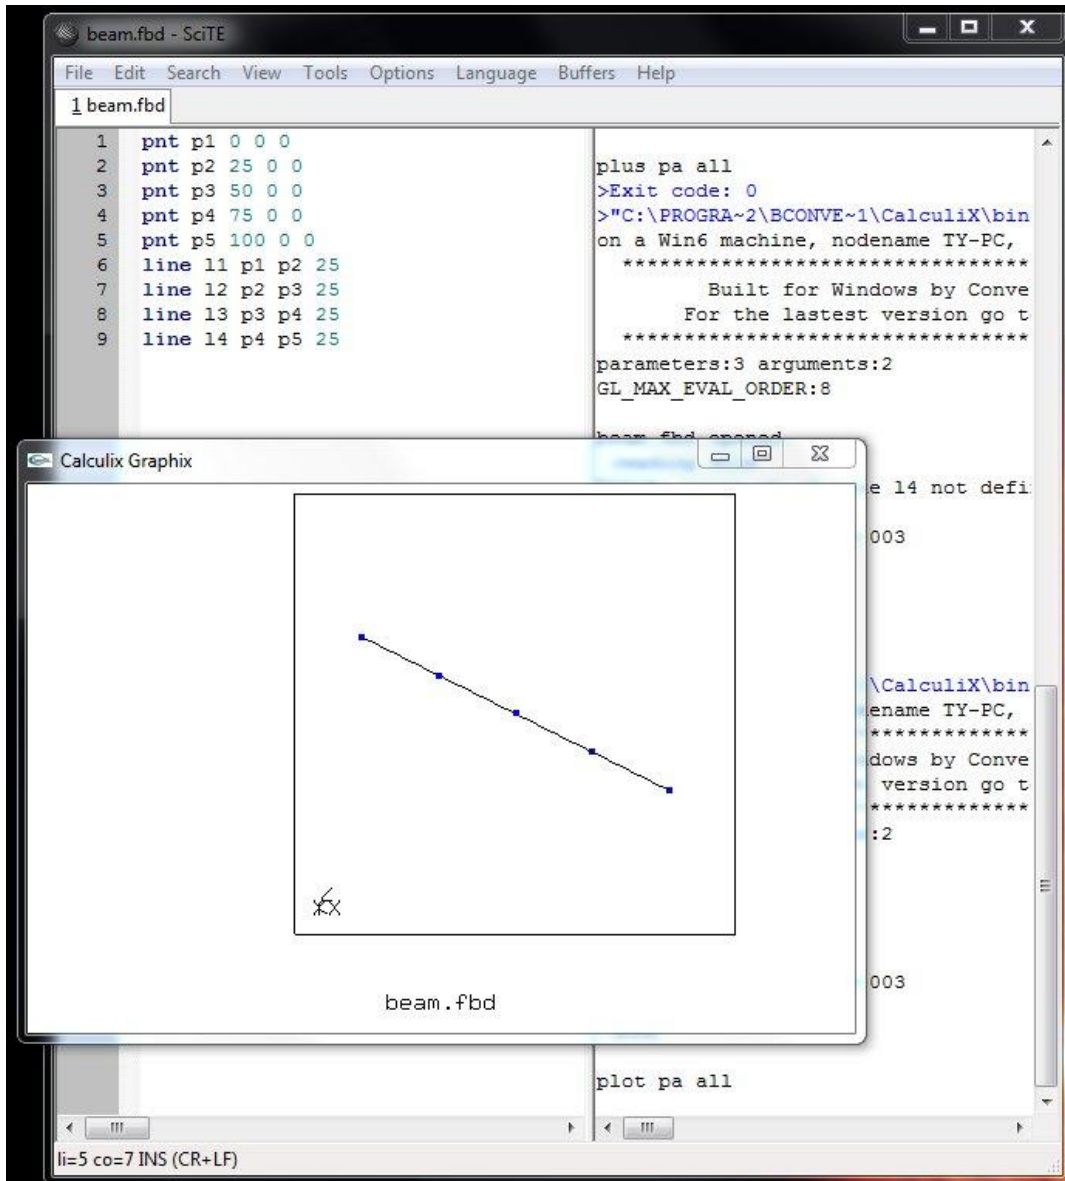 beam.fbd - SciTE
File Edit Search View Tools Options Language Buffers Help
1 beam.fbd
1 pnt p1 0 0 0
2 pnt p2 25 0 0
3 pnt p3 50 0 0
4 pnt p4 75 0 0
5 pnt p5 100 0 0
6 line l1 p1 p2 25
7 line l2 p2 p3 25
8 line l3 p3 p4 25
9 line l4 p4 p5 25
plus pa all
>Exit code: 0
>"C:\PROGRA~2\BCONVE~1\CalculiX\bin
on a Win6 machine, nodename TY-PC,
*********************************
Built for Windows by Conve
For the lastest version go t
*********************************
parameters:3 arguments:2
GL_MAX_EVAL_ORDER:8
beam.fbd opened
Calculix Graphix
e l4 not defi
003
\CalculiX\bin
ename TY-PC,
*************
dows by Conve
version go t
*************
:2
003
beam.fbd
plot pa all
li=5 co=7 INS (CR+LF)